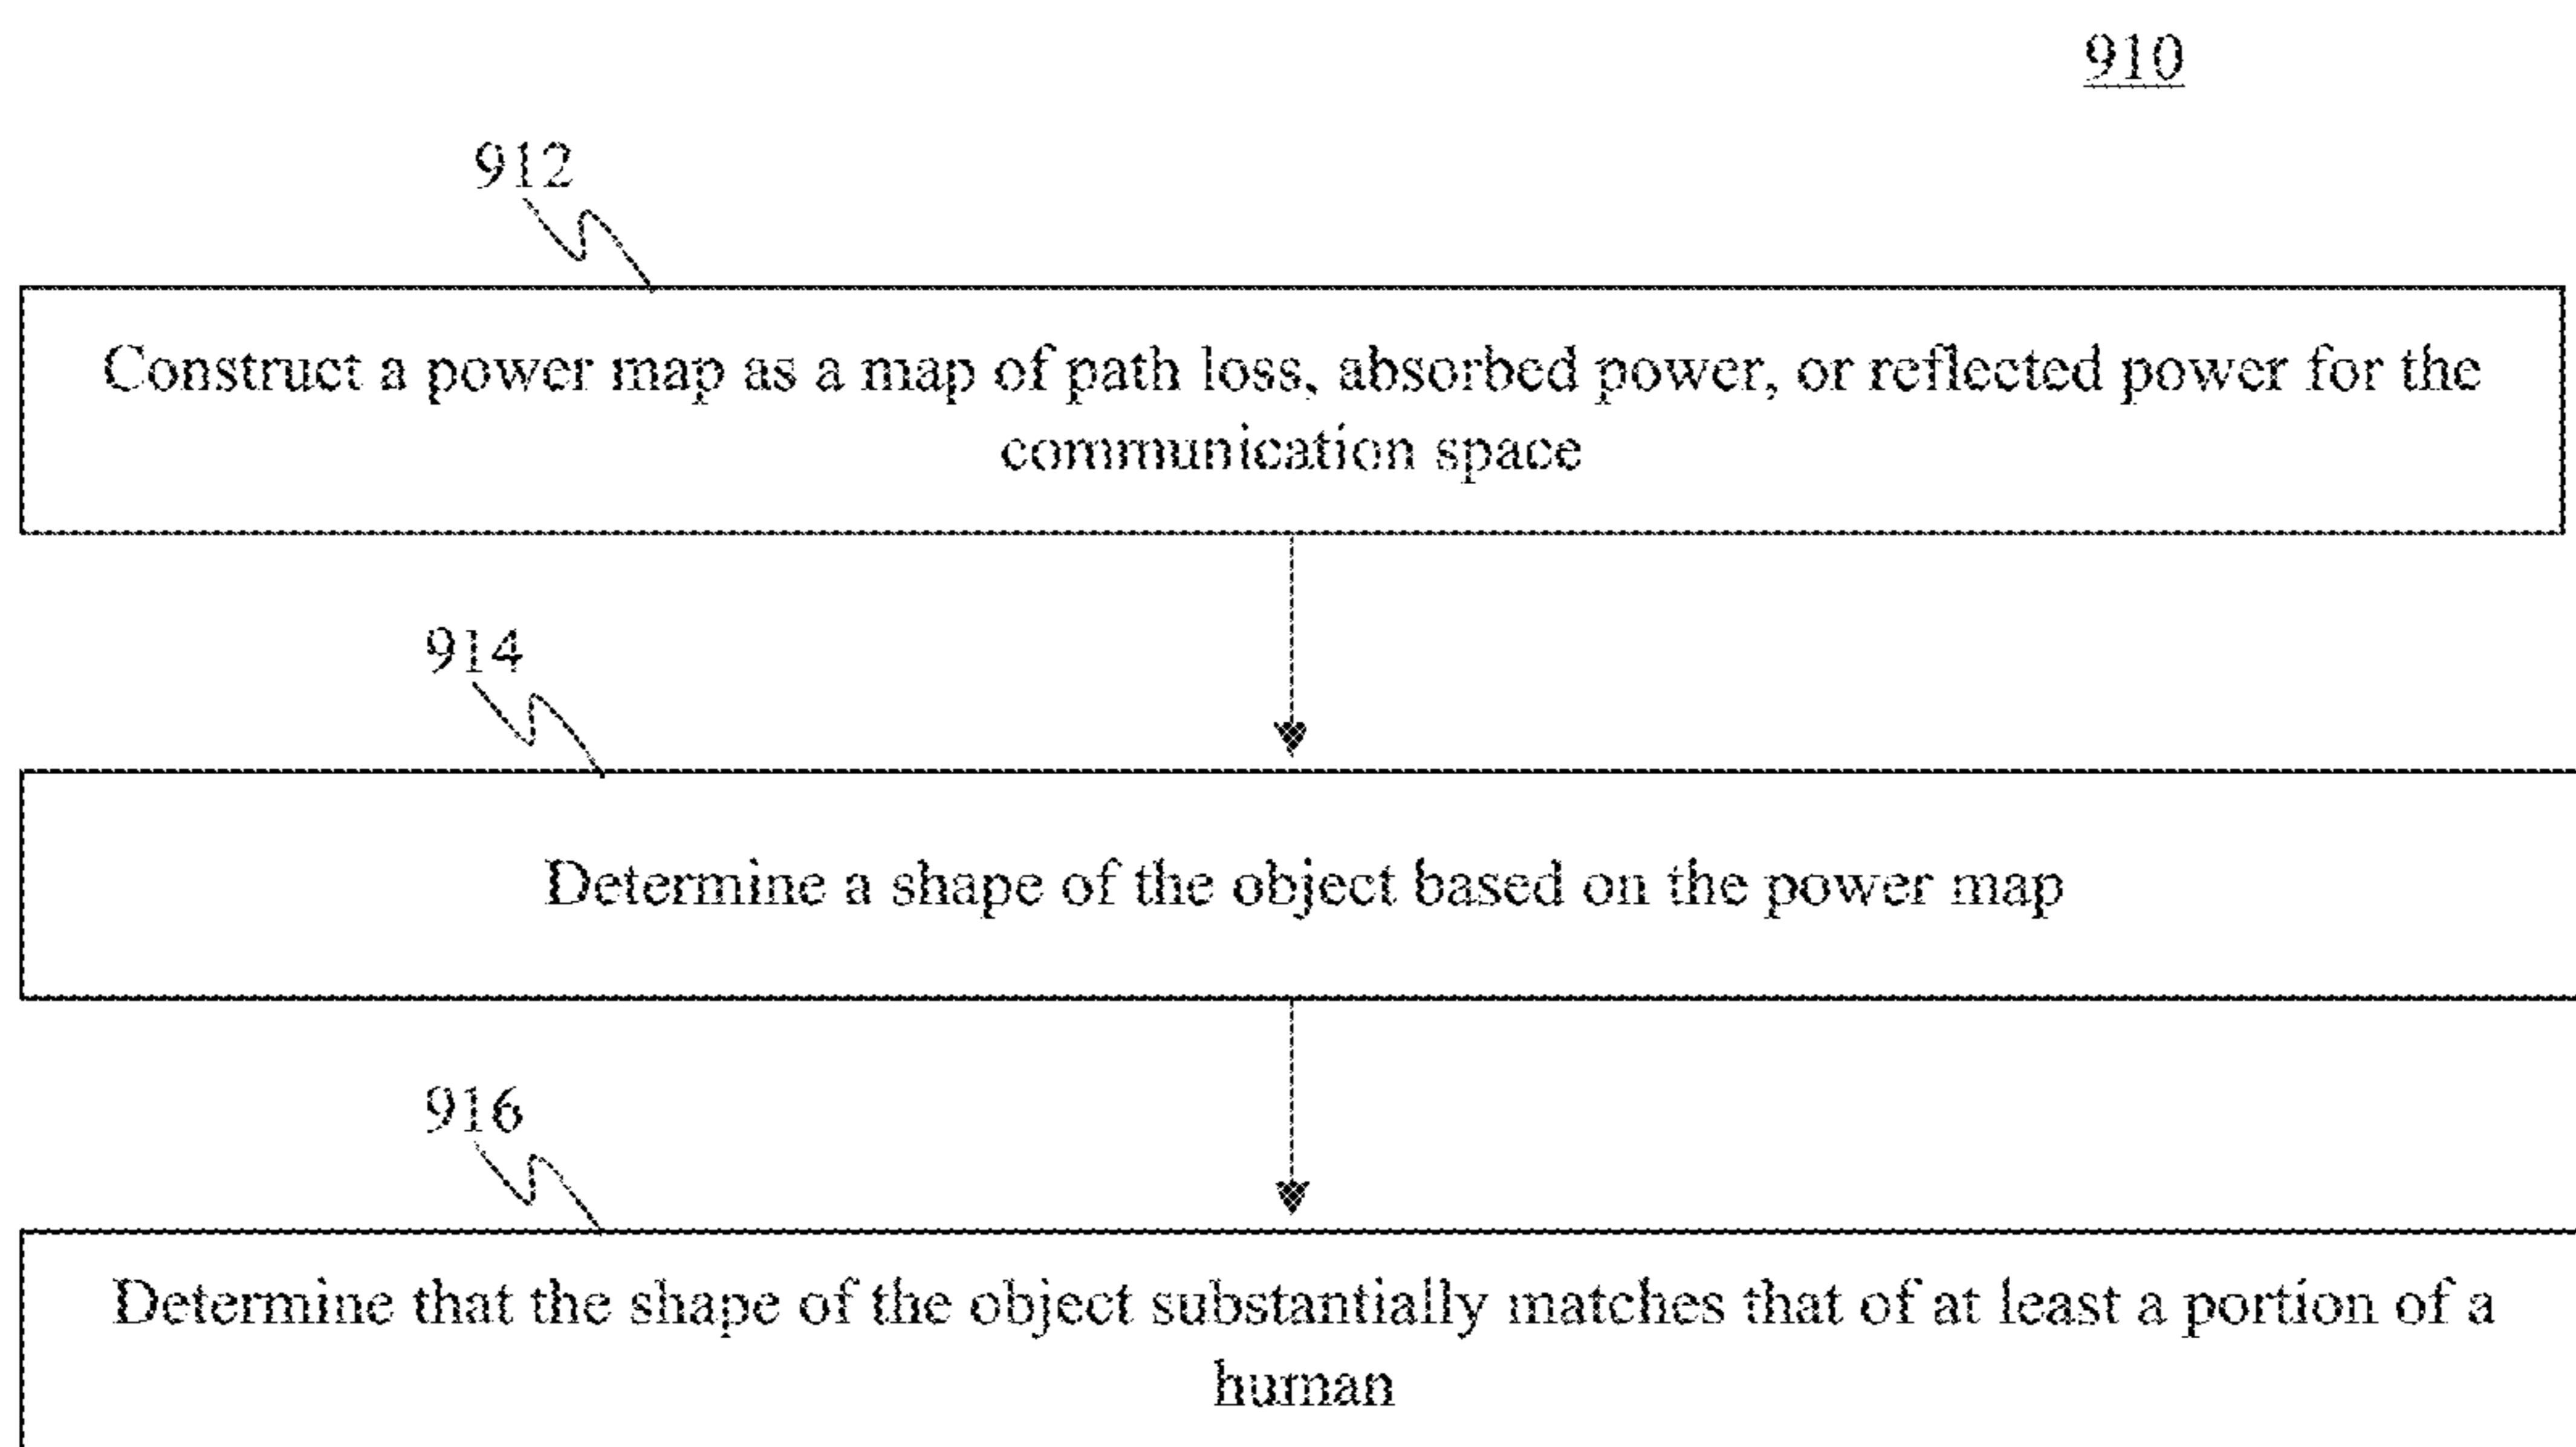 910
912
Construct a power map as a map of path loss, absorbed power, or reflected power for the
communication space
914
Determine a shape of the object based on the power map
916
Determine that the shape of the object substantially matches that of at least a portion of a
human